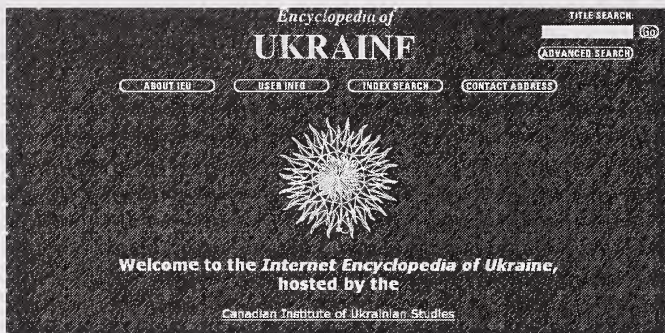 Encyclopedia of
UKRAINE
TITLE SEARCH:
Go
ADVANCED SEARCH
ABOUT IEU
USER INFO
INDEX SEARCH
CONTACT ADDRESS
Welcome to the Internet Encyclopedia of Ukraine,
hosted by the
Canadian Institute of Ukrainian Studies